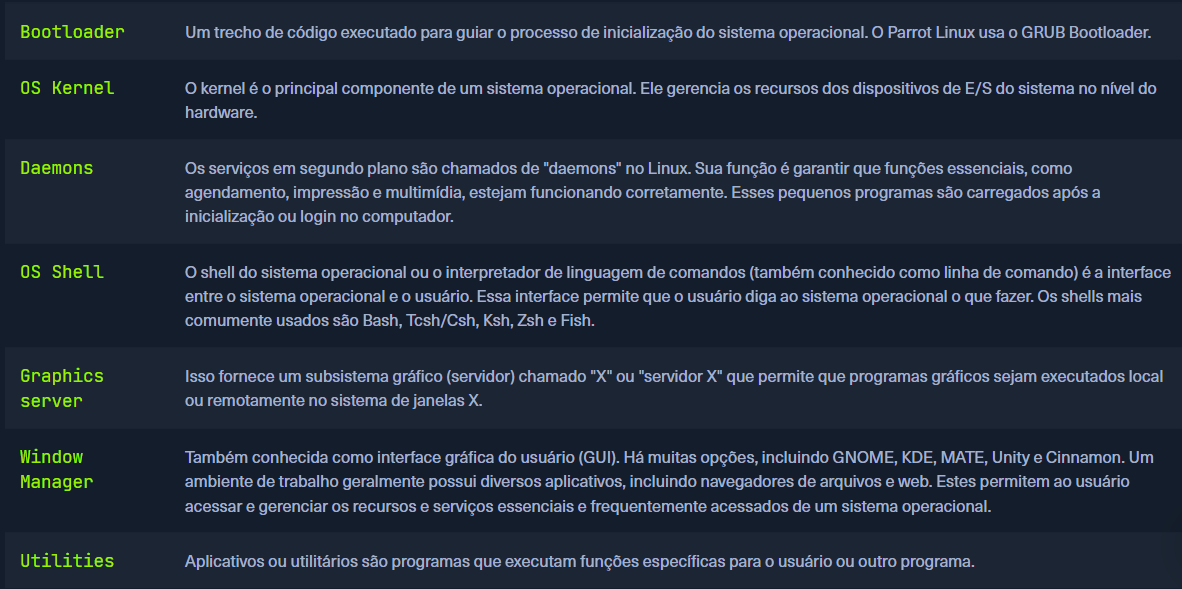 Bootloader
Um trecho de código executado para guiar o processo de inicialização do sistema operacional. O Parrot Linux usa o GRUB Bootloader.
OS Kernel
O kernel é o principal componente de um sistema operacional. Ele gerencia os recursos dos dispositivos de E/S do sistema no nível do
hardware.
Daemons
Os serviços em segundo plano são chamados de "daemons" no Linux. Sua função é garantir que funções essenciais, como
agendamento, impressão e multimídia, estejam funcionando corretamente. Esses pequenos programas são carregados após a
inicialização ou login no computador.
OS Shell
O shell do sistema operacional ou o interpretador de linguagem de comandos (também conhecido como linha de comando) é a interface
entre o sistema operacional e o usuário. Essa interface permite que o usuário diga ao sistema operacional o que fazer. Os shells mais
comumente usados são Bash, Tcsh/Csh, Ksh, Zsh e Fish.
Graphics
server
Isso fornece um subsistema gráfico (servidor) chamado "X" ou "servidor X" que permite que programas gráficos sejam executados local
ou remotamente no sistema de janelas X.
Window
Manager
Também conhecida como interface gráfica do usuário (GUI). Há muitas opções, incluindo GNOME, KDE, MATE, Unity e Cinnamon. Um
ambiente de trabalho geralmente possui diversos aplicativos, incluindo navegadores de arquivos e web. Estes permitem ao usuário
acessar e gerenciar os recursos e serviços essenciais e frequentemente acessados de um sistema operacional.
Utilities
Aplicativos ou utilitários são programas que executam funções específicas para o usuário ou outro programa.